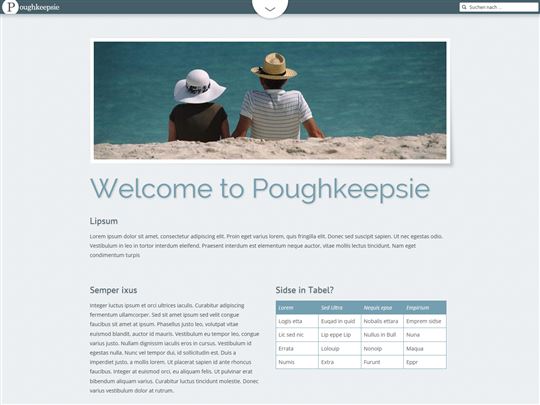 Poughkeepsie
Suchen nach ...
Welcome to Poughkeepsie
Lipsum
Lorem ipsum dolor sit amet, consectetur adipiscing elit. Proin eget varius lorem, quis fringilla elit. Donec sed suscipit sapien. Ut nec egestas odio.
Vestibulum in leo in tortor interdum eleifend. Praesent interdum est elementum neque auctor, vitae mollis lectus tincidunt. Nam eget
condimentum turpis
Semper ixus
Integer luctus ipsum et orci ultrices iaculis. Curabitur adipiscing
fermentum ullamcorper. Sed sit amet ipsum sed velit congue
faucibus sit amet at ipsum. Phasellus justo leo, volutpat vitae
euismod blandit, auctor id mauris. Vestibulum eu tempor leo, congue
varius justo. Nullam dignissim iaculis eros in cursus. Vestibulum id
egestas nulla. Nunc vel tempor dui, id sollicitudin est. Duis a
imperdiet justo, a mollis lorem. Ut placerat sapien id ante rhoncus
faucibus. Integer at euismod orci, eu aliquam felis. Ut pulvinar erat
bibendum aliquam varius. Curabitur luctus tincidunt molestie. Donec
varius vestibulum dolor at rutrum.
Sidse in Tabel?
Lorem Sed Ultra Nequis epse Empirium
Logis etta Euqad in quid Nobalis ettara Emprem sidse
Lic sed nic Lip eppe Lip Nullus in Bull Nuna
Errata Loloulp Nonolp Maqua
Numis Extra Furunt Eppr